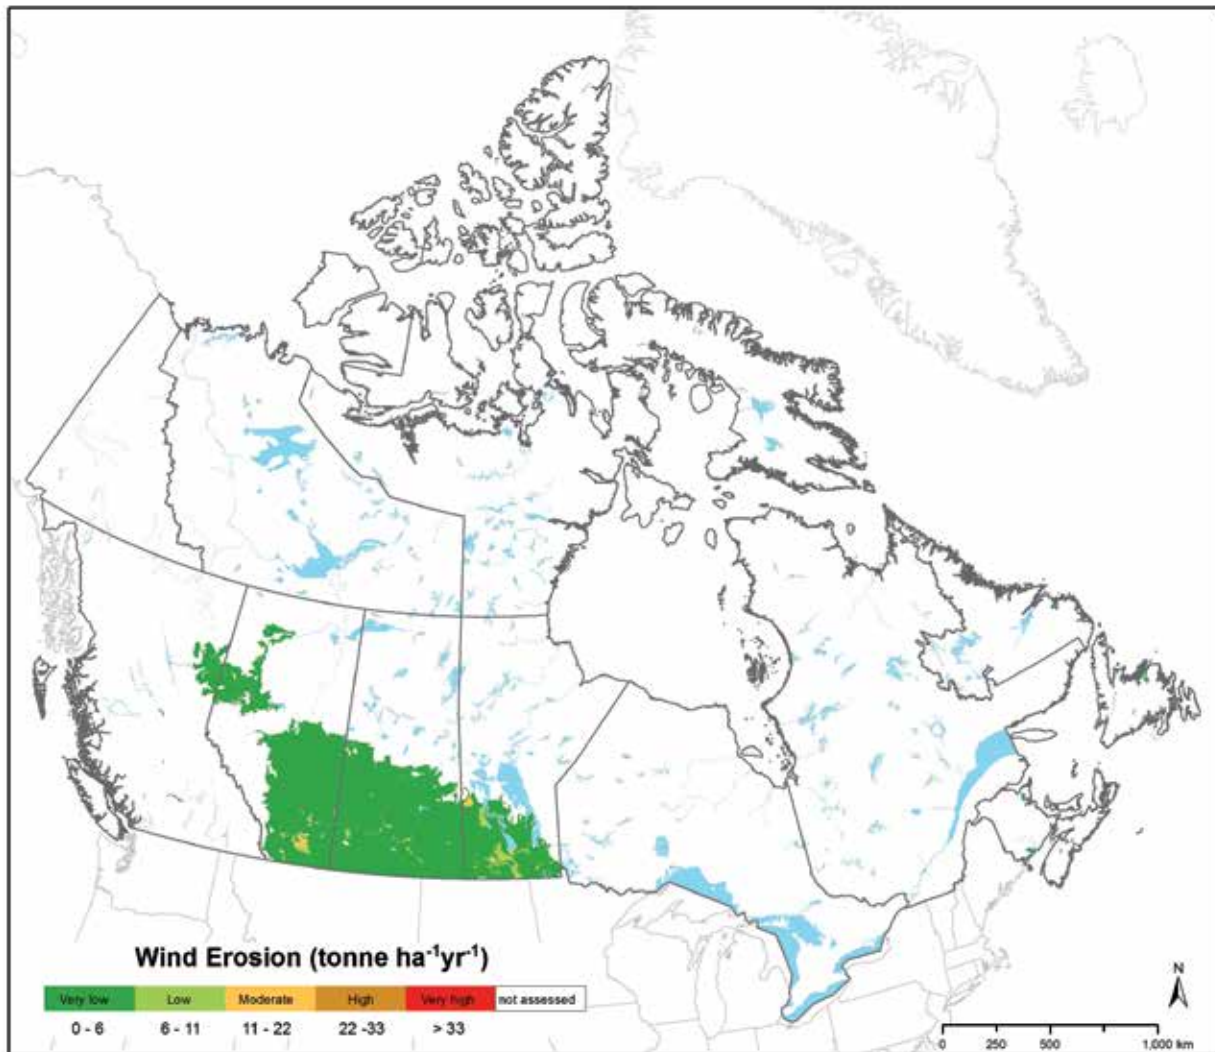 Wind Erosion (tonne ha⁻¹yr⁻¹)
Very low Low Moderate High Very high not assessed
0 - 6 6 - 11 11 - 22 22 -33 > 33
N
0 250 500 1,000 km